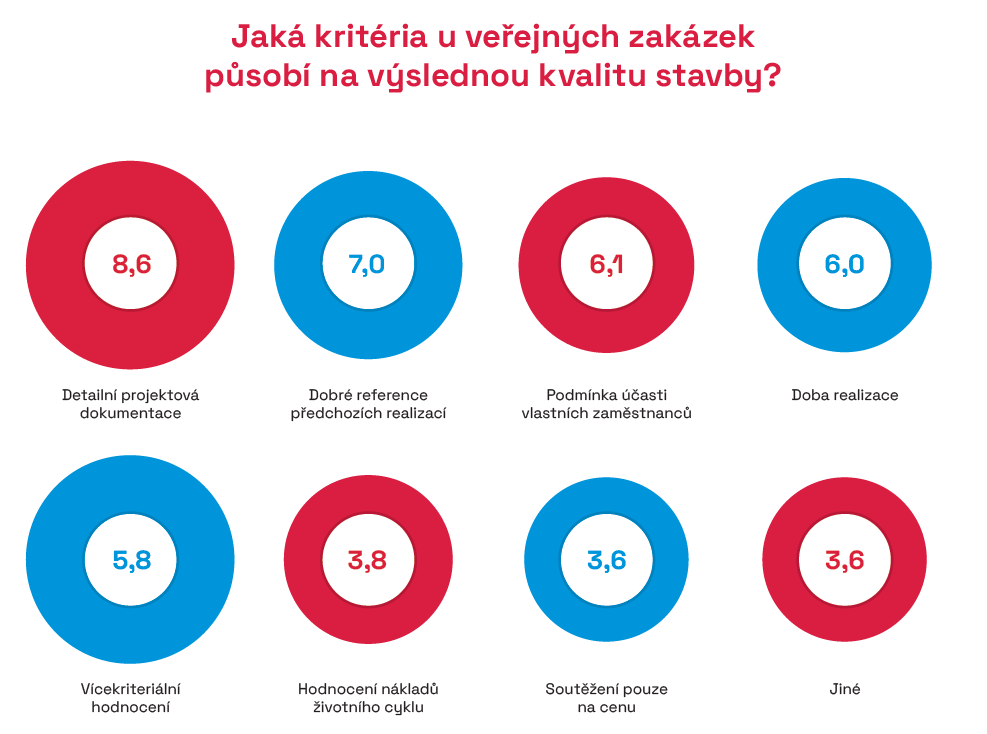 Jaká kritéria u veřejných zakázek
působí na výslednou kvalitu stavby?
8,6
7,0
6,1
6,0
Detailní projektová
dokumentace
Dobré reference
předchozích realizací
Podmínka účasti
vlastních zaměstnanců
Doba realizace
5,8
3,8
3,6
3,6
Vícekriteriální
hodnocení
Hodnocení nákladů
životního cyklu
Soutěžení pouze
na cenu
Jiné